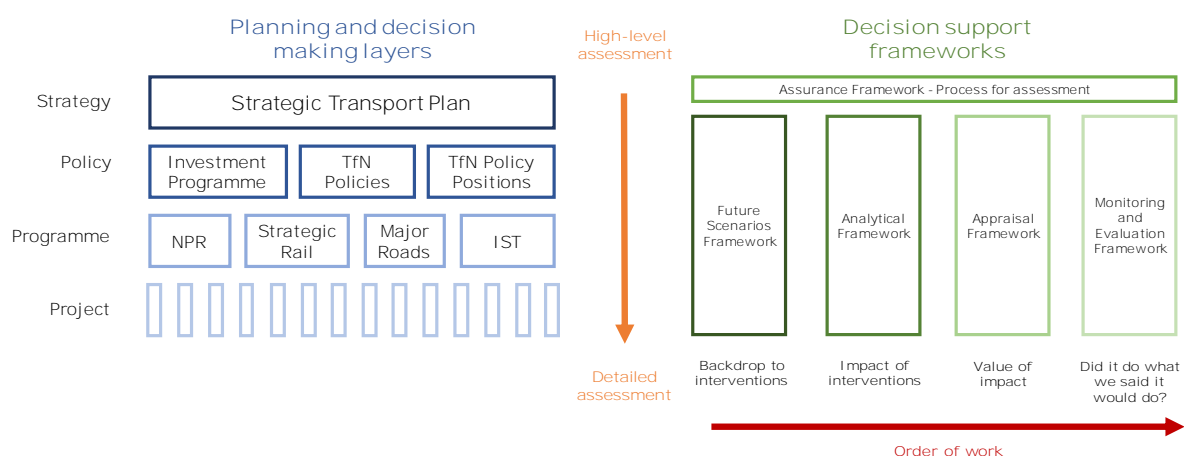 Planning and decision
making layers
Strategy
Strategic Transport Plan
Policy
Investment
Programme
TfN
Policies
TfN Policy
Positions
Programme
NPR
Strategic
Rail
Major
Roads
IST
Project
High-level
assessment
Detailed
assessment
Decision support
frameworks
Assurance Framework - Process for assessment
Future
Scenarios
Framework
Analytical
Framework
Appraisal
Framework
Monitoring
and
Evaluation
Framework
Backdrop to
interventions
Impact of
interventions
Value of
impact
Did it do what
we said it
would do?
Order of work